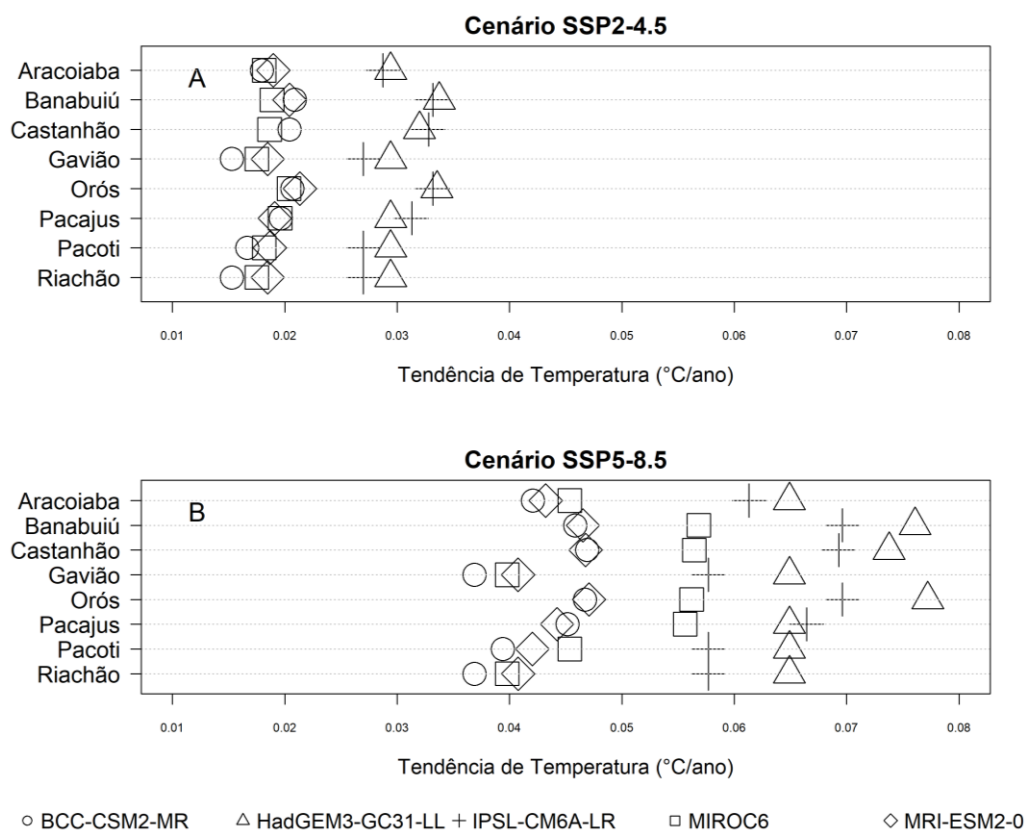 Cenário SSP2-4.5
A
Aracoiaba
Banabuiú
Castanhão
Gavião
Orós
Pacajus
Pacoti
Riachão
0.01 0.02 0.03 0.04 0.05 0.06 0.07 0.08
Tendência de Temperatura (°C/ano)
Cenário SSP5-8.5
B
Aracoiaba
Banabuiú
Castanhão
Gavião
Orós
Pacajus
Pacoti
Riachão
0.01 0.02 0.03 0.04 0.05 0.06 0.07 0.08
Tendência de Temperatura (°C/ano)
BCC-CSM2-MR HadGEM3-GC31-LL IPSL-CM6A-LR MIROC6 MRI-ESM2-0